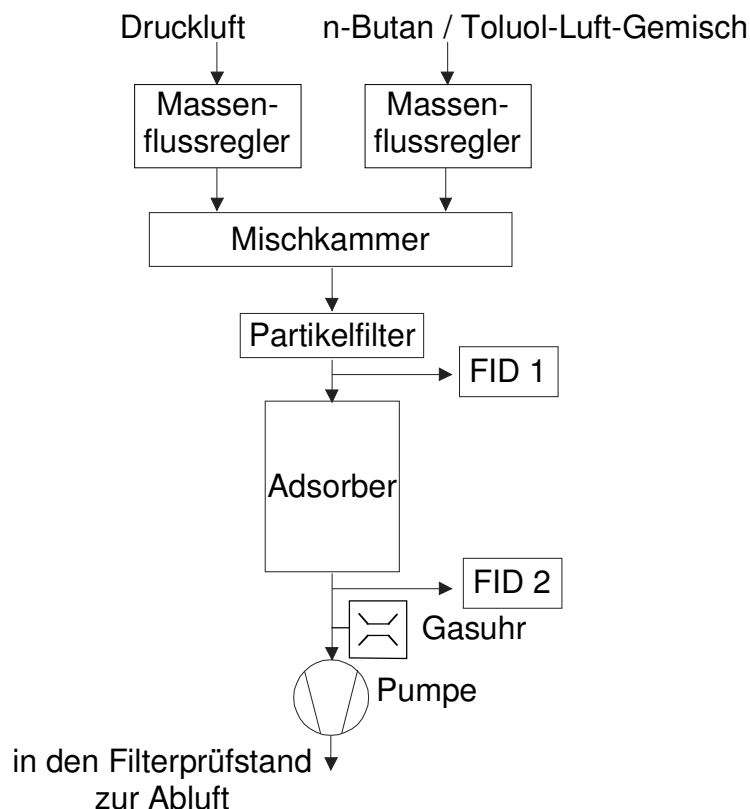 Druckluft
n-Butan / Toluol-Luft-Gemisch
Massen-
flussregler
Massen-
flussregler
Mischkammer
Partikelfilter
FID 1
Adsorber
FID 2
Gasuhr
Pumpe
in den Filterprüfstand
zur Abluft